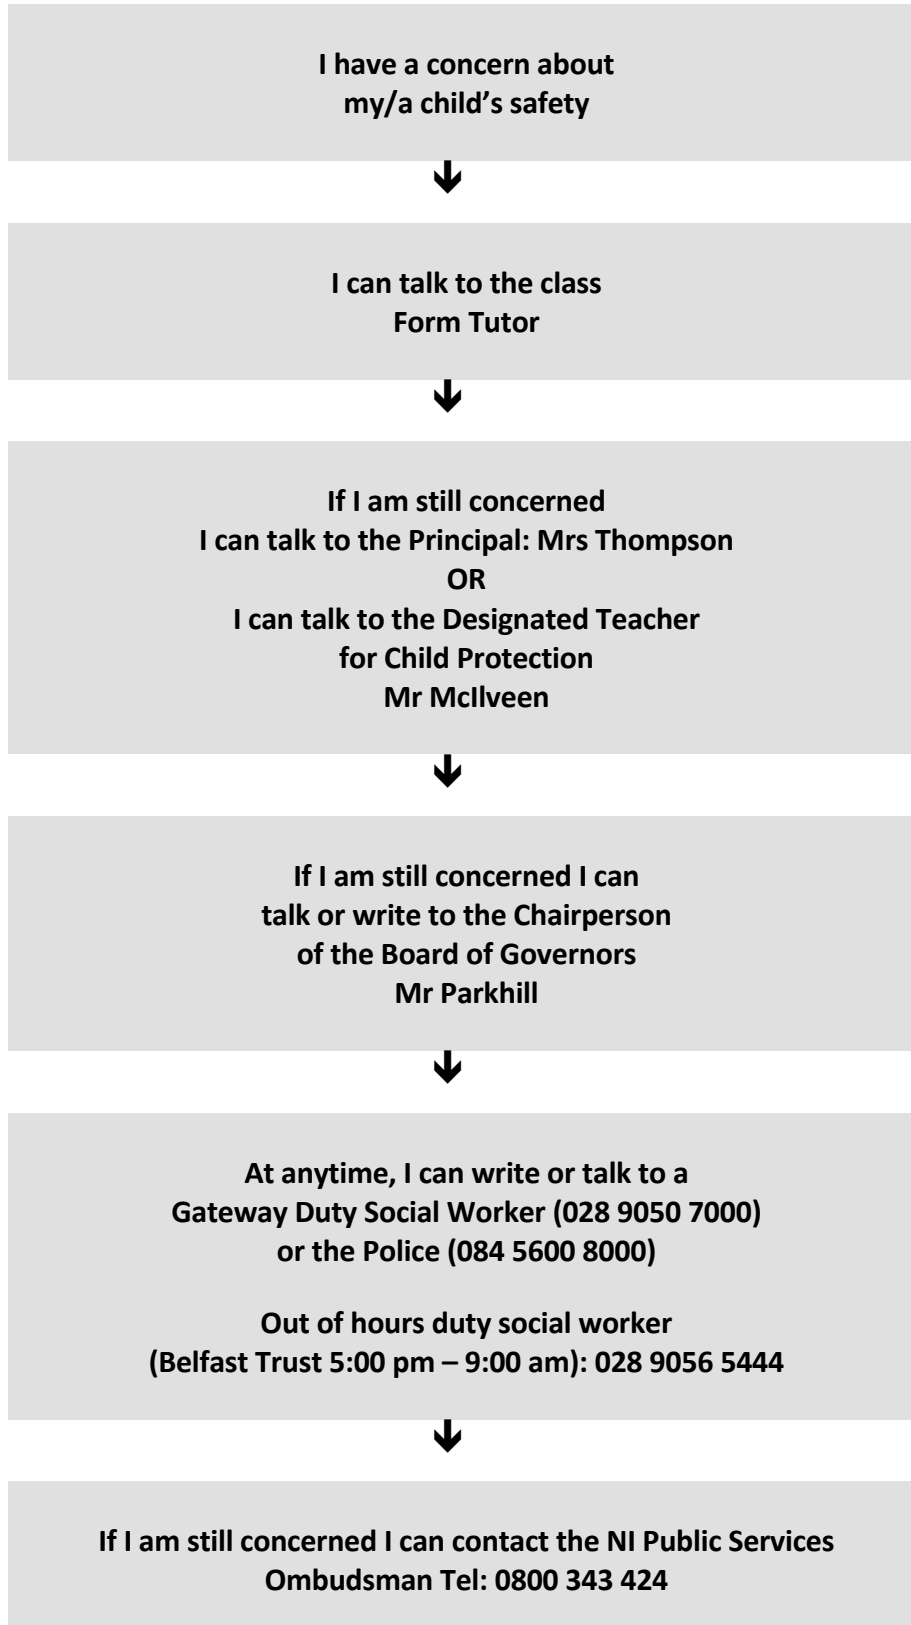 I have a concern about
my/a child’s safety
I can talk to the class
Form Tutor
If I am still concerned
I can talk to the Principal: Mrs Thompson
OR
I can talk to the Designated Teacher
for Child Protection
Mr McIlveen
If I am still concerned I can
talk or write to the Chairperson
of the Board of Governors
Mr Parkhill
At anytime, I can write or talk to a
Gateway Duty Social Worker (028 9050 7000)
or the Police (084 5600 8000)
Out of hours duty social worker
(Belfast Trust 5:00 pm – 9:00 am): 028 9056 5444
If I am still concerned I can contact the NI Public Services
Ombudsman Tel: 0800 343 424